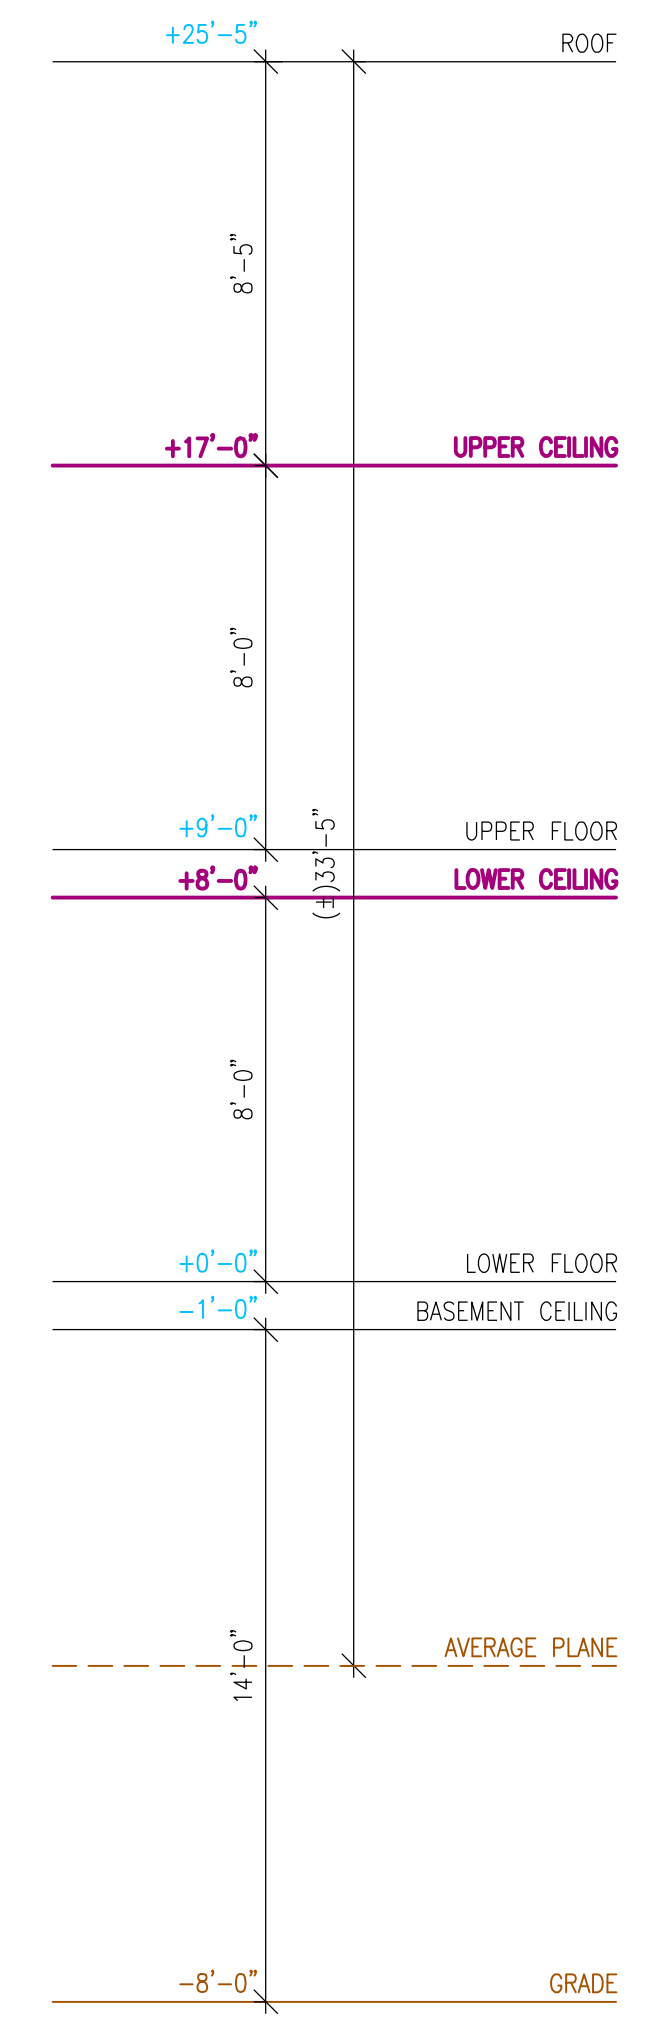 +25'-5" ROOF
8'-5"
+17'-0" UPPER CEILING
8'-0"
+9'-0" UPPER FLOOR
(±)33'-5"
+8'-0" LOWER CEILING
8'-0"
+0'-0" LOWER FLOOR
-1'-0" BASEMENT CEILING
AVERAGE PLANE
14'-0"
-8'-0" GRADE